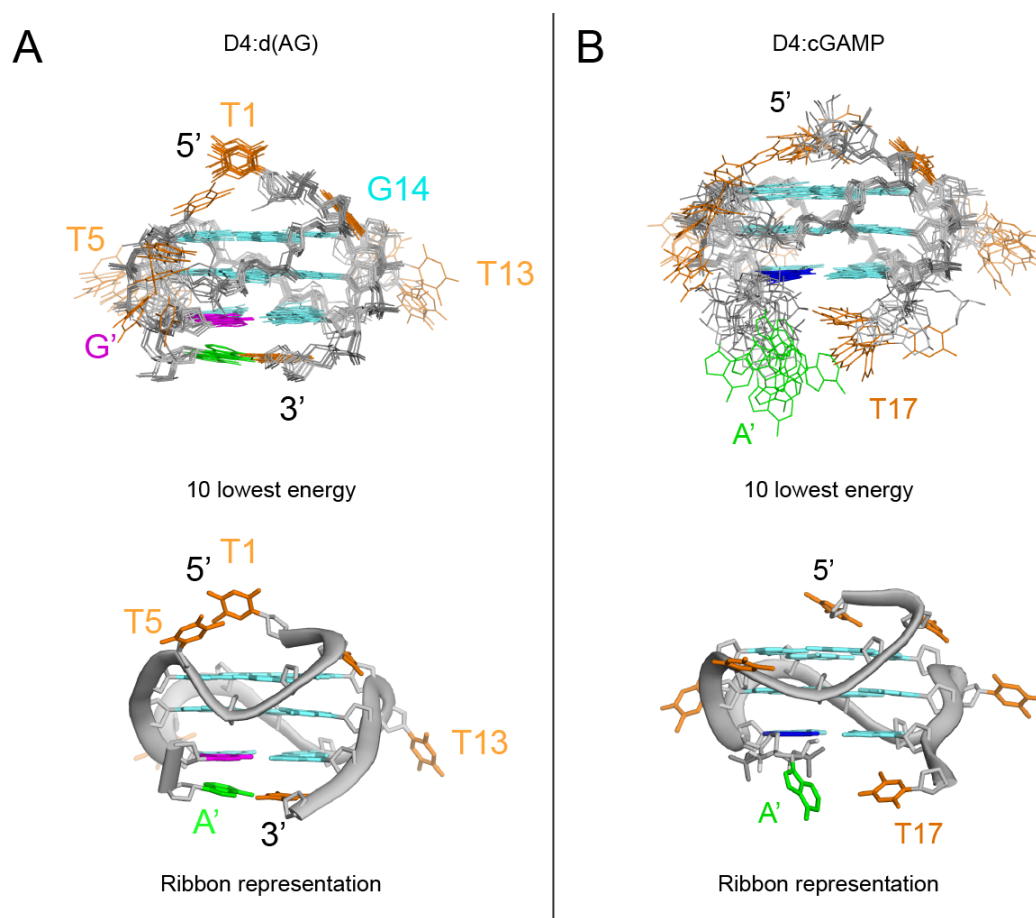 A
D4:d(AG)
T1
5’
G14
T5
T13
G’
3’
10 lowest energy
T1
5’
T5
T13
A’
3’
Ribbon representation
B
D4:cGAMP
5’
T17
A’
10 lowest energy
5’
A’
T17
Ribbon representation